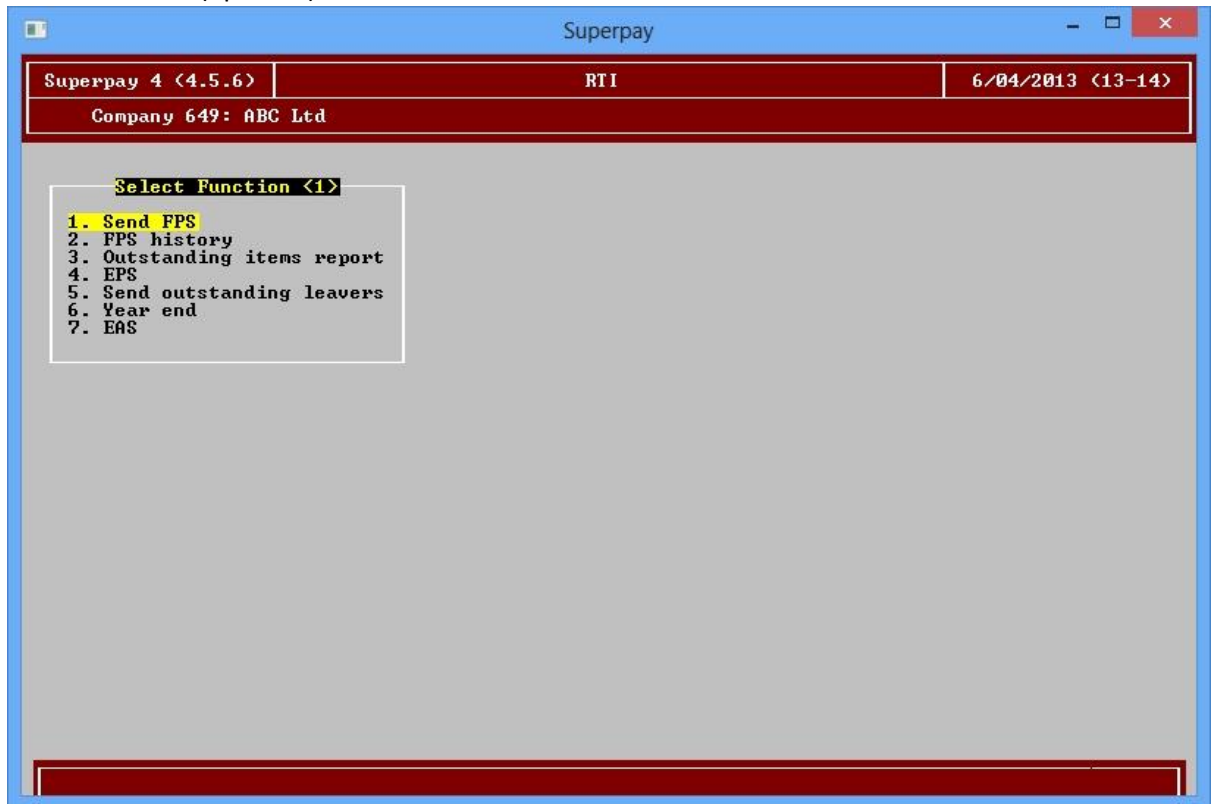 Superpay
Superpay 4 (4.5.6) RTI 6/04/2013 (13-14)
Company 649: ABC Ltd
Select Function <1>
1. Send FPS
2. FPS history
3. Outstanding items report
4. EPS
5. Send outstanding leavers
6. Year end
7. EAS